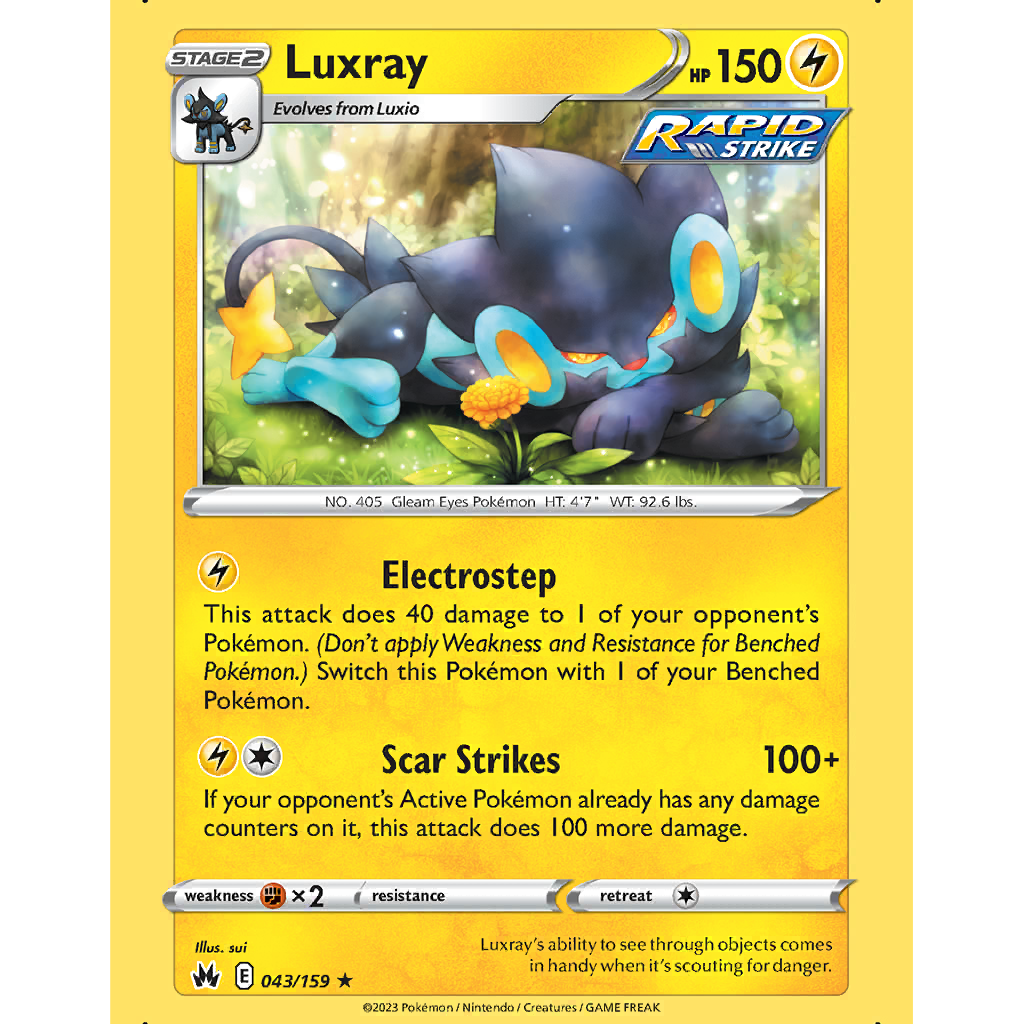 STAGE 2
Luxray
HP 150
Evolves from Luxio
RAPID
STRIKE
NO. 405 Gleam Eyes Pokémon HT: 4'7" WT: 92.6 lbs.
Electrostep
This attack does 40 damage to 1 of your opponent's
Pokémon. (Don't apply Weakness and Resistance for Benched
Pokémon.) Switch this Pokémon with 1 of your Benched
Pokémon.
Scar Strikes 100+
If your opponent's Active Pokémon already has any damage
counters on it, this attack does 100 more damage.
weakness ×2 resistance retreat
Illus. sui
Luxray's ability to see through objects comes
in handy when it's scouting for danger.
E 043/159 ★
©2023 Pokémon / Nintendo / Creatures / GAME FREAK